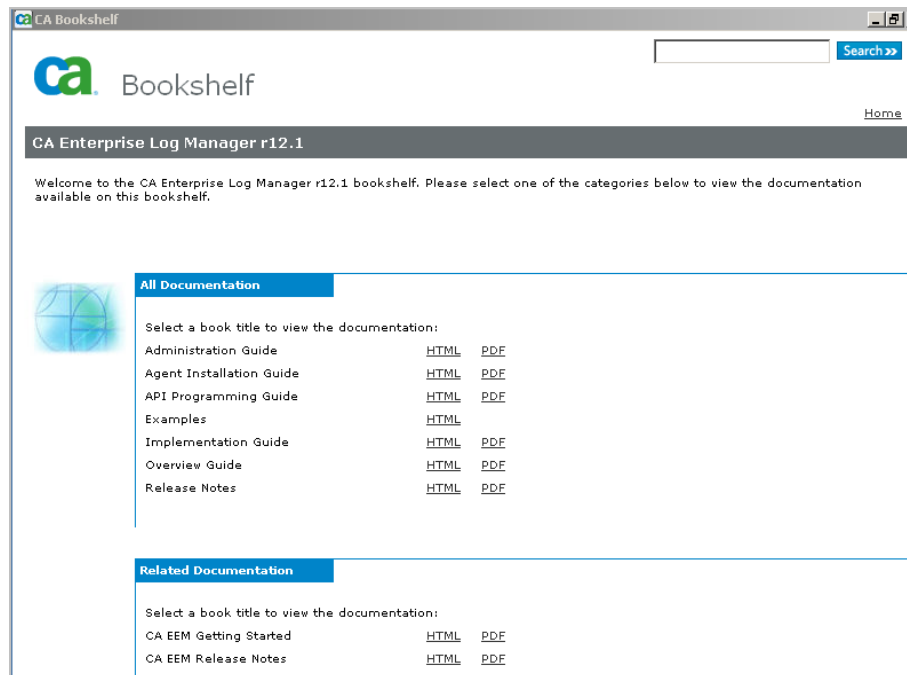 CA Bookshelf
Search >>
ca. Bookshelf
Home
CA Enterprise Log Manager r12.1
Welcome to the CA Enterprise Log Manager r12.1 bookshelf. Please select one of the categories below to view the documentation
available on this bookshelf.
All Documentation
Select a book title to view the documentation:
Administration Guide HTML PDF
Agent Installation Guide HTML PDF
API Programming Guide HTML PDF
Examples HTML
Implementation Guide HTML PDF
Overview Guide HTML PDF
Release Notes HTML PDF
Related Documentation
Select a book title to view the documentation:
CA EEM Getting Started HTML PDF
CA EEM Release Notes HTML PDF